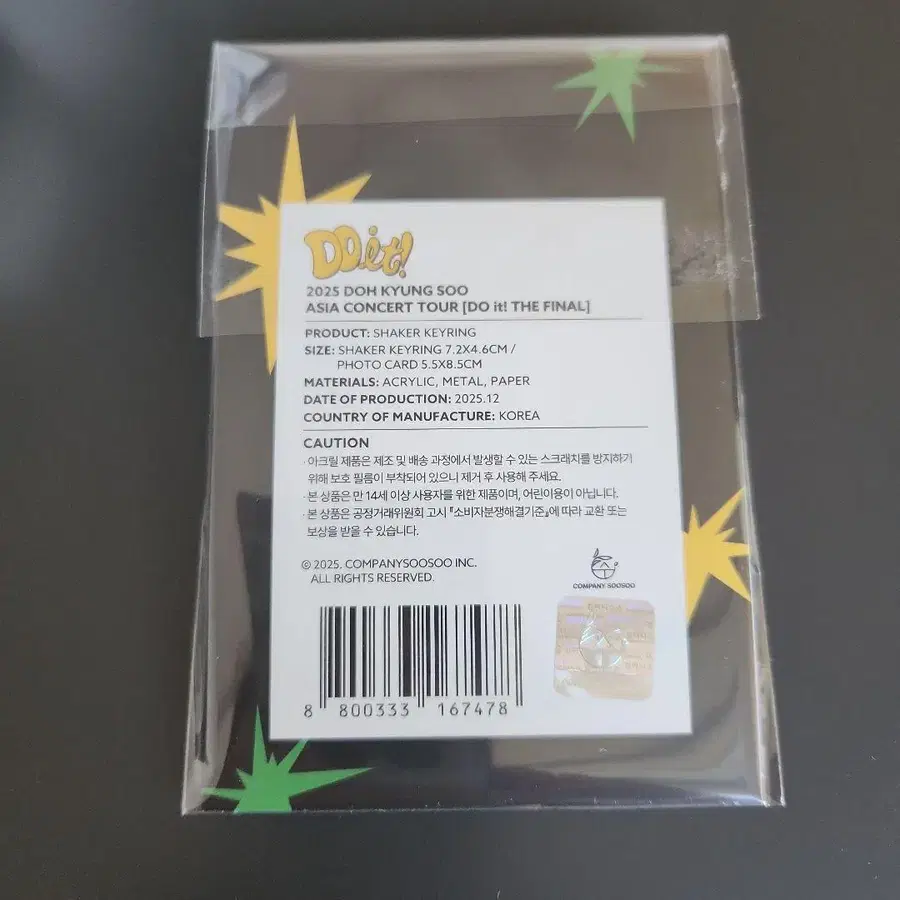 DO it!
2025 DOH KYUNG SOO
ASIA CONCERT TOUR [DO it! THE FINAL]
PRODUCT: SHAKER KEYRING
SIZE: SHAKER KEYRING 7.2X4.6CM /
PHOTO CARD 5.5X8.5CM
MATERIALS: ACRYLIC, METAL, PAPER
DATE OF PRODUCTION: 2025.12
COUNTRY OF MANUFACTURE: KOREA
CAUTION
· 아크릴 제품은 제조 및 배송 과정에서 발생할 수 있는 스크래치를 방지하기
위해 보호 필름이 부착되어 있으니 제거 후 사용해 주세요.
· 본 상품은 만 14세 이상 사용자를 위한 제품이며, 어린이용이 아닙니다.
· 본 상품은 공정거래위원회 고시 『소비자분쟁해결기준』에 따라 교환 또는
보상을 받을 수 있습니다.
© 2025. COMPANYSOOSOO INC.
ALL RIGHTS RESERVED.
COMPANY SOOSOO
8 800333 167478